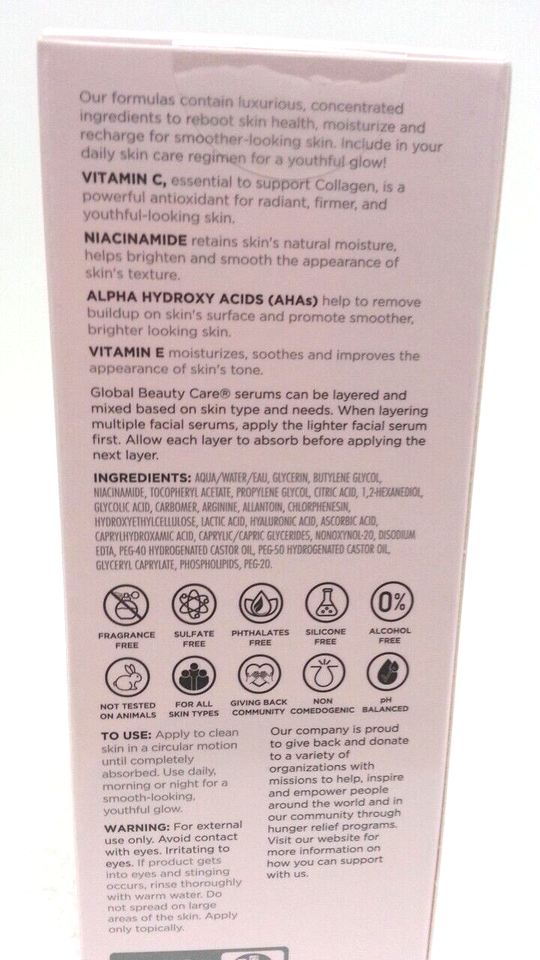 Our formulas contain luxurious, concentrated
ingredients to reboot skin health, moisturize and
recharge for smoother-looking skin. Include in your
daily skin care regimen for a youthful glow!
VITAMIN C, essential to support Collagen, is a
powerful antioxidant for radiant, firmer, and
youthful-looking skin.
NIACINAMIDE retains skin's natural moisture,
helps brighten and smooth the appearance of
skin's texture.
ALPHA HYDROXY ACIDS (AHAs) help to remove
buildup on skin's surface and promote smoother,
brighter looking skin.
VITAMIN E moisturizes, soothes and improves the
appearance of skin's tone.
Global Beauty Care® serums can be layered and
mixed based on skin type and needs. When layering
multiple facial serums, apply the lighter facial serum
first. Allow each layer to absorb before applying the
next layer.
INGREDIENTS: AQUA/WATER/EAU, GLYCERIN, BUTYLENE GLYCOL,
NIACINAMIDE, TOCOPHERYL ACETATE, PROPYLENE GLYCOL, CITRIC ACID, 1,2-HEXANEDIOL,
GLYCOLIC ACID, CARBOMER, ARGININE, ALLANTOIN, CHLORPHENESIN,
HYDROXYETHYLCELLULOSE, LACTIC ACID, HYALURONIC ACID, ASCORBIC ACID,
CAPRYLHYDROXAMIC ACID, CAPRYLIC/CAPRIC GLYCERIDES, NONOXYNOL-20, DISODIUM
EDTA, PEG-40 HYDROGENATED CASTOR OIL, PEG-50 HYDROGENATED CASTOR OIL,
GLYCERYL CAPRYLATE, PHOSPHOLIPIDS, PEG-20.
0%
FRAGRANCE
FREE
SULFATE
FREE
PHTHALATES
FREE
SILICONE
FREE
ALCOHOL
FREE
NOT TESTED
ON ANIMALS
FOR ALL
SKIN TYPES
GIVING BACK
COMMUNITY
NON
COMEDOGENIC
pH
BALANCED
TO USE: Apply to clean
skin in a circular motion
until completely
absorbed. Use daily,
morning or night for a
smooth-looking,
youthful glow.
WARNING: For external
use only. Avoid contact
with eyes. Irritating to
eyes. If product gets
into eyes and stinging
occurs, rinse thoroughly
with warm water. Do
not spread on large
areas of the skin. Apply
only topically.
Our company is proud
to give back and donate
to a variety of
organizations with
missions to help, inspire
and empower people
around the world and in
our community through
hunger relief programs.
Visit our website for
more information on
how you can support
with us.